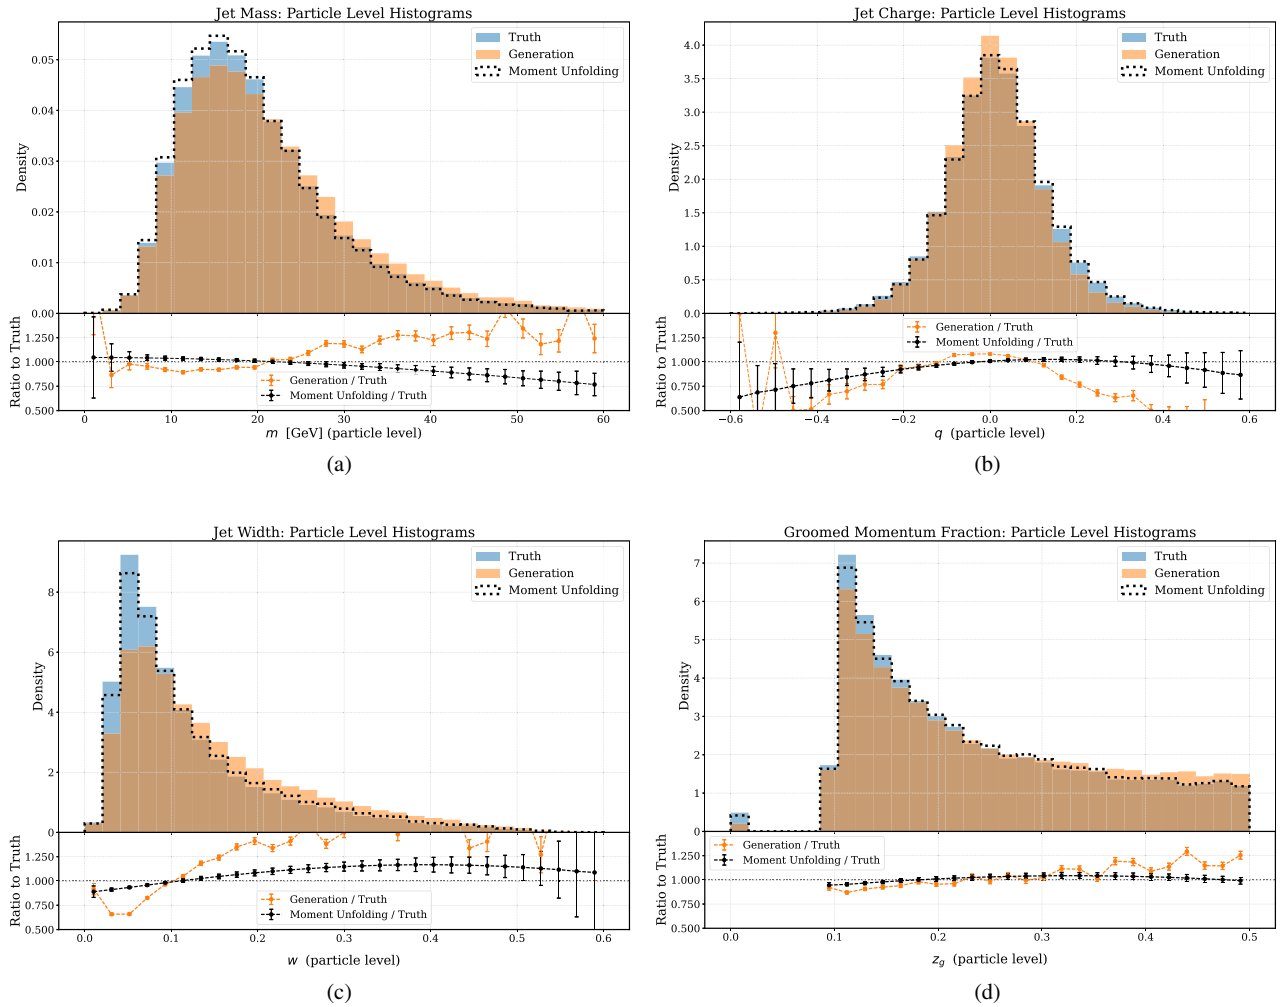 Jet Mass: Particle Level Histograms
Truth
Generation
Moment Unfolding
Density
0.05
0.04
0.03
0.02
0.01
0.00
Ratio to Truth
1.250
1.000
0.750
0.500
Generation / Truth
Moment Unfolding / Truth
0 10 20 30 40 50 60
m [GeV] (particle level)
(a)
Jet Charge: Particle Level Histograms
Truth
Generation
Moment Unfolding
Density
4.0
3.5
3.0
2.5
2.0
1.5
1.0
0.5
0.0
Ratio to Truth
1.250
1.000
0.750
0.500
Generation / Truth
Moment Unfolding / Truth
−0.6 −0.4 −0.2 0.0 0.2 0.4 0.6
q (particle level)
(b)
Jet Width: Particle Level Histograms
Truth
Generation
Moment Unfolding
Density
8
6
4
2
0
Ratio to Truth
1.250
1.000
0.750
0.500
Generation / Truth
Moment Unfolding / Truth
0.0 0.1 0.2 0.3 0.4 0.5 0.6
w (particle level)
(c)
Groomed Momentum Fraction: Particle Level Histograms
Truth
Generation
Moment Unfolding
Density
7
6
5
4
3
2
1
0
Ratio to Truth
1.250
1.000
0.750
0.500
Generation / Truth
Moment Unfolding / Truth
0.0 0.1 0.2 0.3 0.4 0.5
z_g (particle level)
(d)